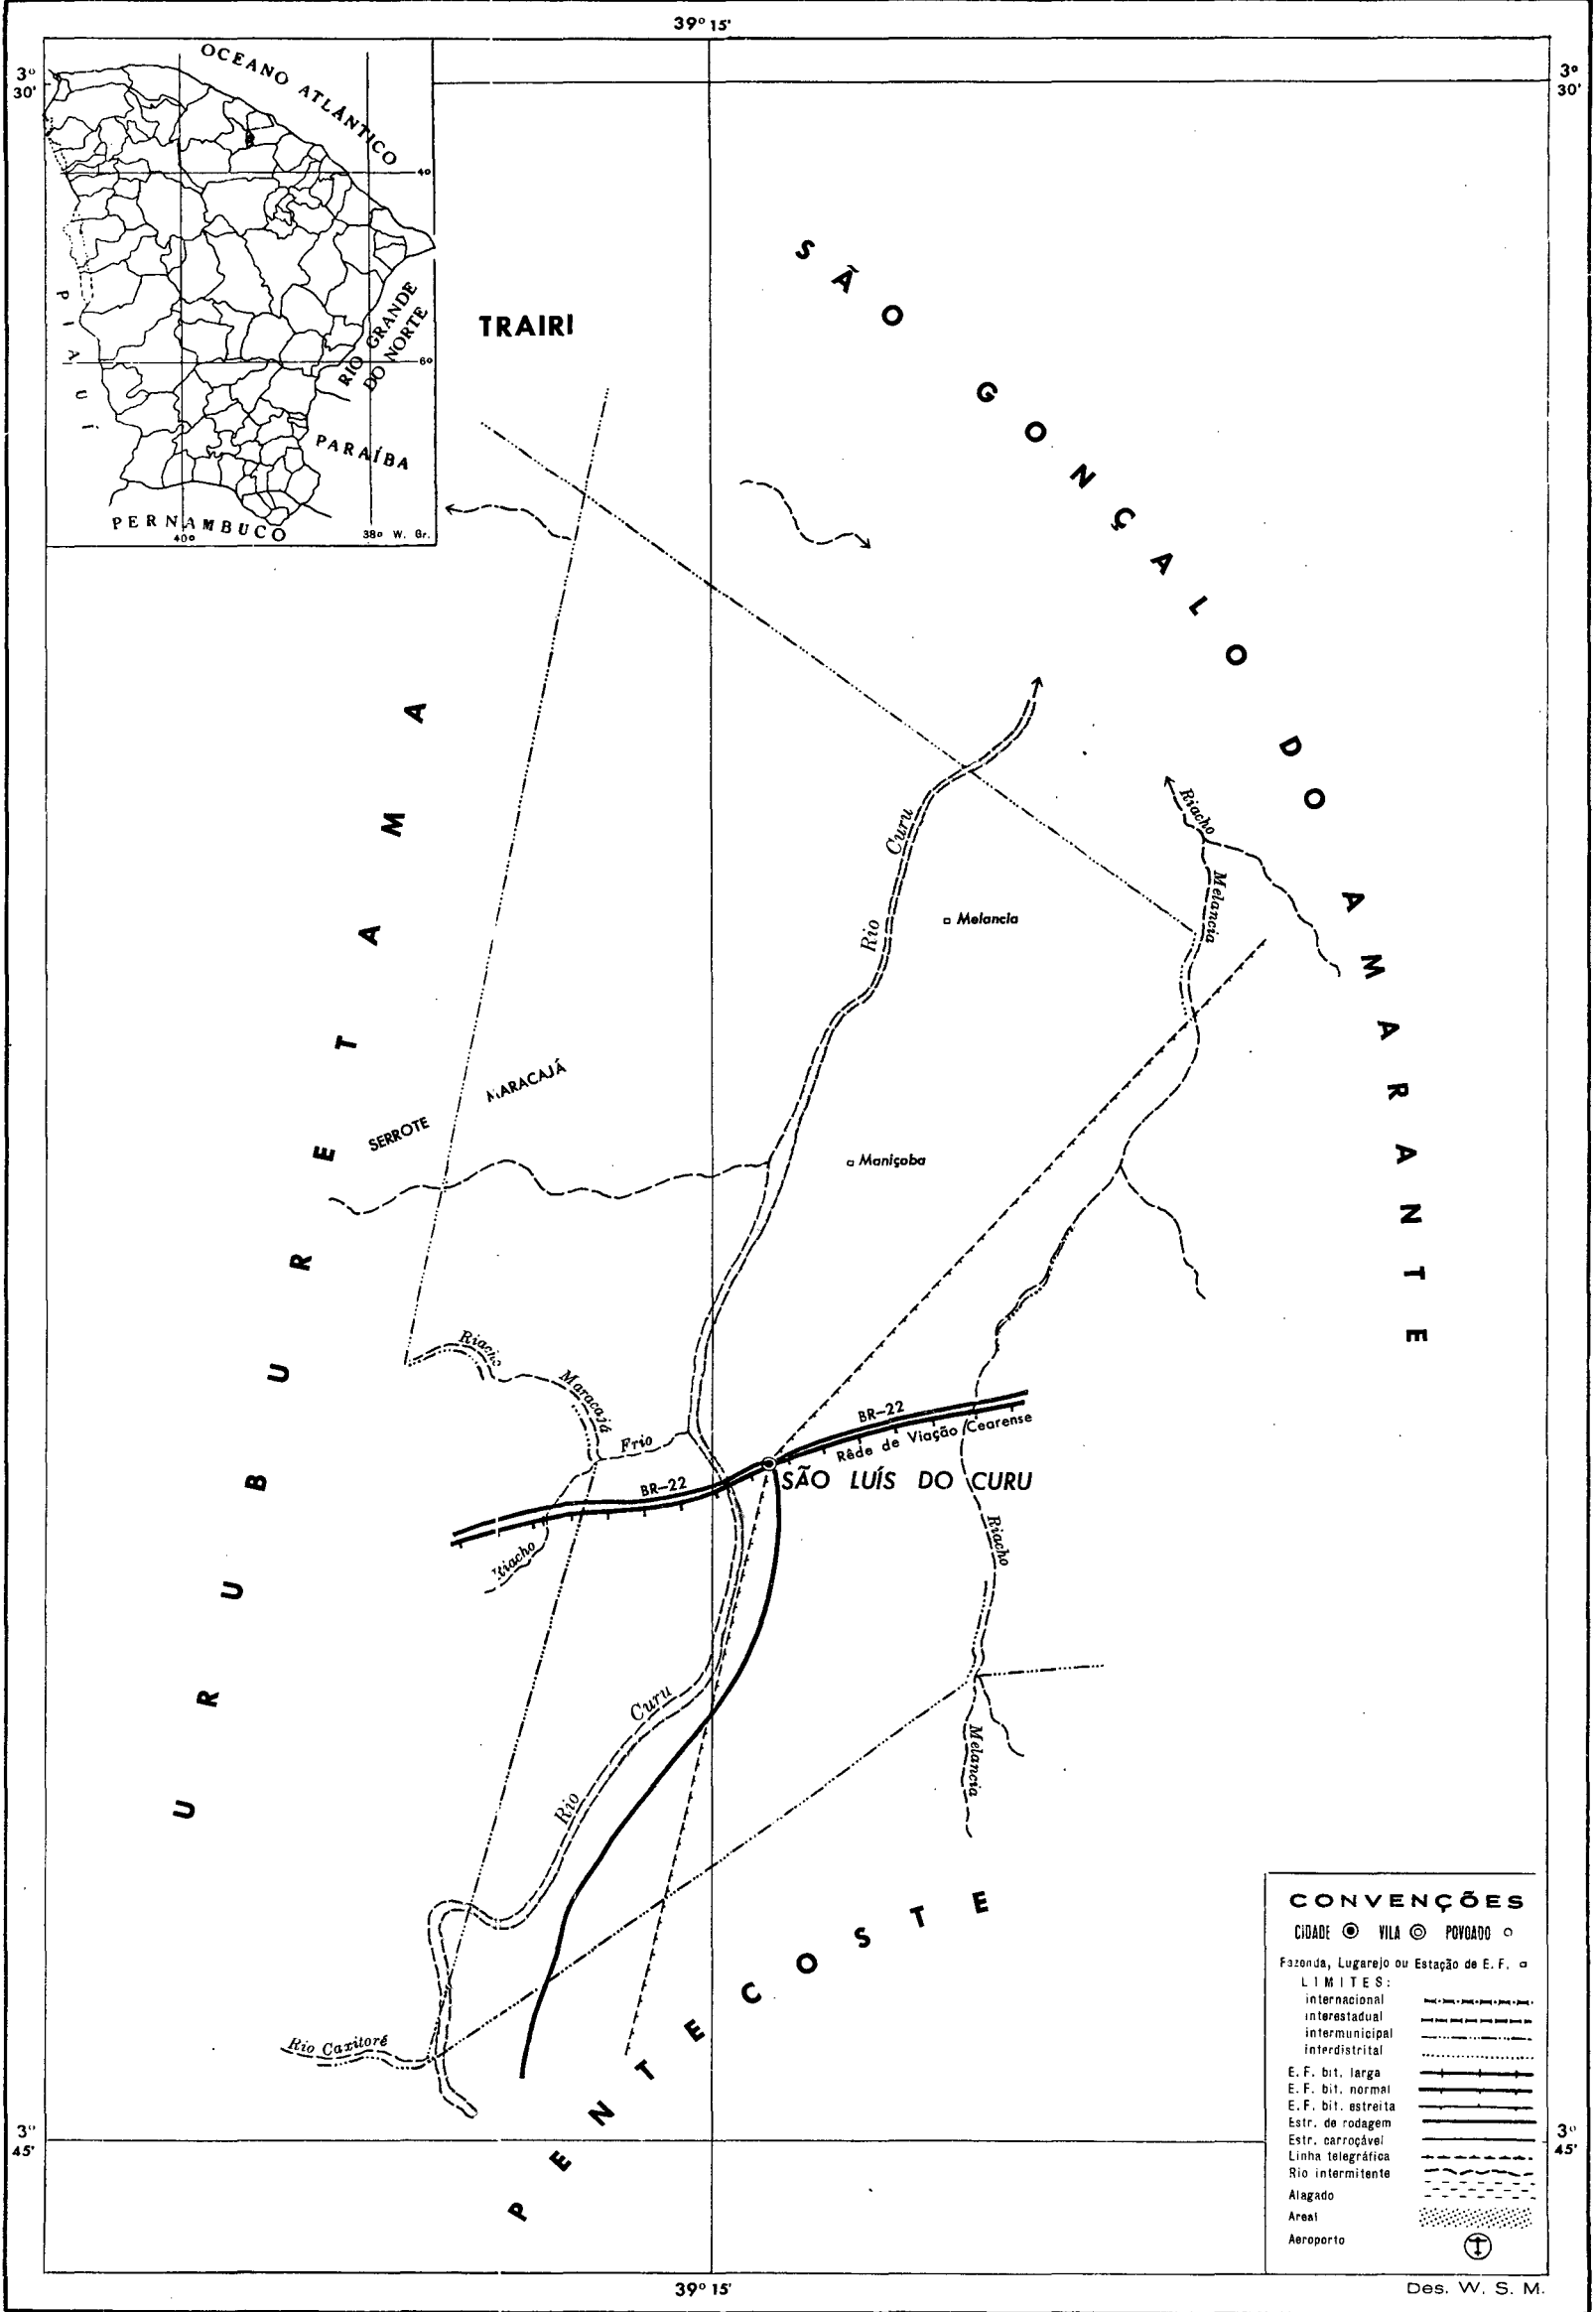 39° 15'
3° 30'
3° 30'
OCEANO ATLÁNTICO
4°
PIAUÍ
RIO GRANDE
DO NORTE
6°
PARAÍBA
PERNAMBUCO
40°
38° W. Gr.
TRAIRI
SÃO GONÇALO DO AMARANTE
URUBURETAMA
Riacho
Melancia
Rio Curu
Melancia
SERROTE MARACAJÁ
Maniçoba
Riacho Maracajá
Frio
BR-22
Rêde de Viação Cearense
BR-22
SÃO LUÍS DO CURU
Riacho
Riacho
Melancia
Rio Curu
Rio Caxitoré
PENTECOSTE
3° 45'
3° 45'
39° 15'
CONVENÇÕES
CIDADE VILA POVOADO
Fazenda, Lugarejo ou Estação de E.F.
LIMITES:
internacional
interestadual
intermunicipal
interdistrital
E. F. bit. larga
E. F. bit. normal
E. F. bit. estreita
Estr. de rodagem
Estr. carroçável
Linha telegráfica
Rio intermitente
Alagado
Areal
Aeroporto
Des. W. S. M.